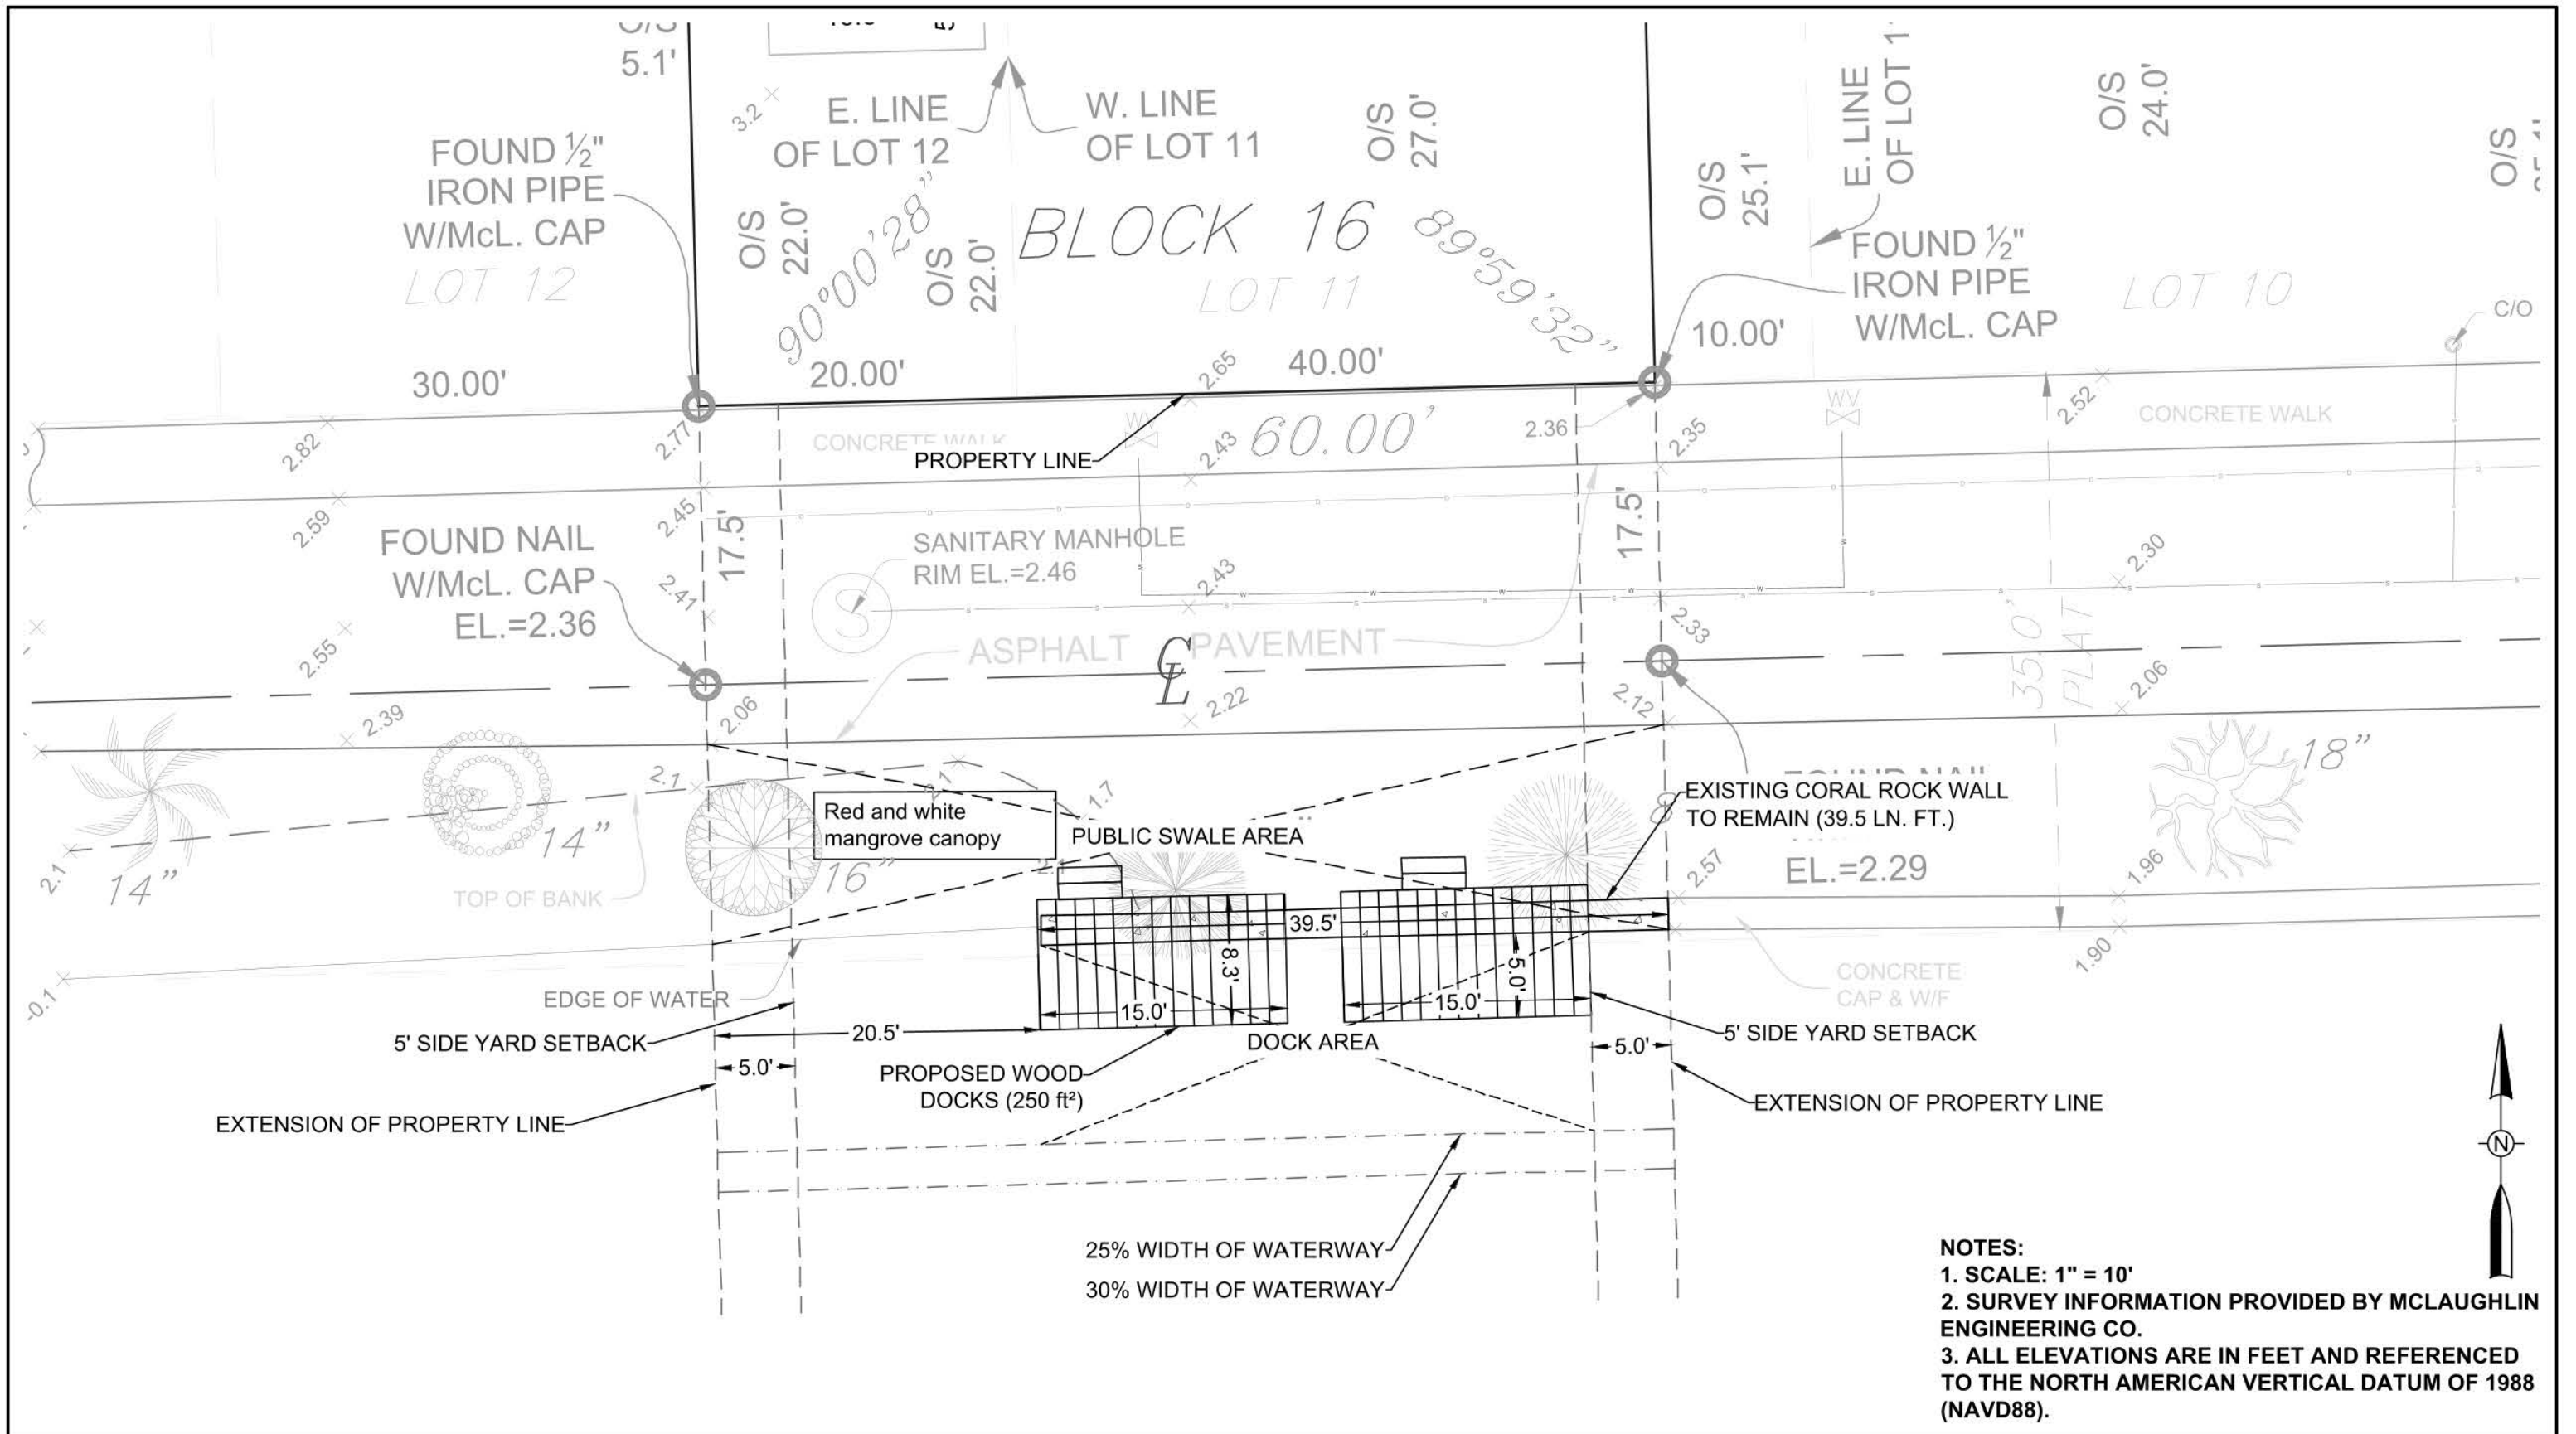 5.1'
3.2
E. LINE
OF LOT 12
W. LINE
OF LOT 11
O/S
27.0'
E. LINE
OF LOT 1
O/S
24.0'
O/S
FOUND ½"
IRON PIPE
W/McL. CAP
LOT 12
O/S
22.0'
90°00'28"
O/S
22.0'
BLOCK 16
LOT 11
89°59'32"
O/S
25.1'
FOUND ½"
IRON PIPE
W/McL. CAP
LOT 10
C/O
30.00'
20.00'
2.65
40.00'
10.00'
2.82
2.77
CONCRETE WALK
PROPERTY LINE
WV
2.43
60.00'
2.36
2.35
WV
2.52
CONCRETE WALK
2.59
2.45
17.5'
17.5'
FOUND NAIL
W/McL. CAP
EL.=2.36
SANITARY MANHOLE
RIM EL.=2.46
S
2.41
2.43
2.30
2.55
ASPHALT PAVEMENT
2.33
35.0'
PLAT
2.39
2.06
2.22
2.12
2.06
18"
14"
14"
16"
2.1
2.1
2.1
1.7
2.1
Red and white
mangrove canopy
PUBLIC SWALE AREA
EXISTING CORAL ROCK WALL
TO REMAIN (39.5 LN. FT.)
EL.=2.29
TOP OF BANK
2.57
1.96
39.5'
8.3'
5.0'
1.90
-0.1
EDGE OF WATER
CONCRETE
CAP & W/F
15.0'
15.0'
5' SIDE YARD SETBACK
20.5'
DOCK AREA
5' SIDE YARD SETBACK
5.0'
5.0'
PROPOSED WOOD
DOCKS (250 ft²)
EXTENSION OF PROPERTY LINE
EXTENSION OF PROPERTY LINE
N
25% WIDTH OF WATERWAY
30% WIDTH OF WATERWAY
NOTES:
1. SCALE: 1" = 10'
2. SURVEY INFORMATION PROVIDED BY MCLAUGHLIN
ENGINEERING CO.
3. ALL ELEVATIONS ARE IN FEET AND REFERENCED
TO THE NORTH AMERICAN VERTICAL DATUM OF 1988
(NAVD88).